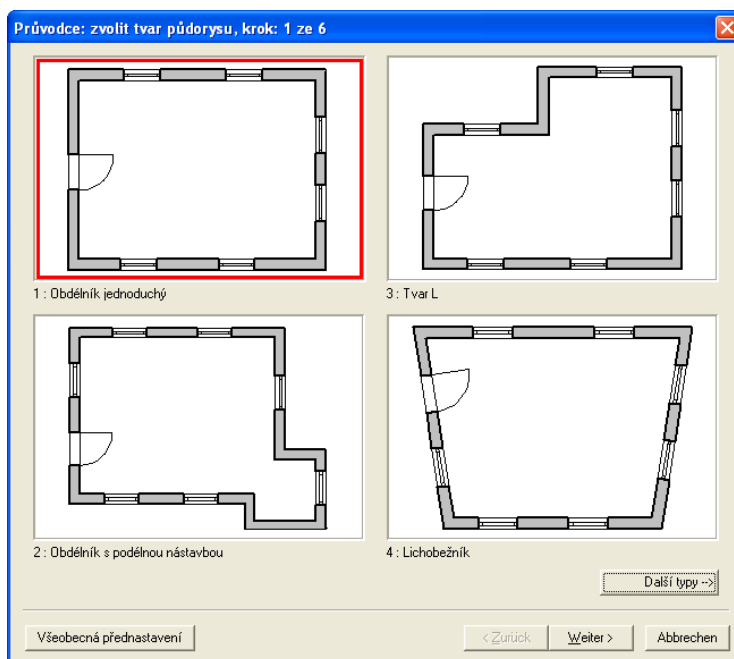 Průvodce: zvolit tvar půdorysu, krok: 1 ze 6
1 : Obdélník jednoduchý
3 : Tvar L
2 : Obdélník s podélnou nástavbou
4 : Lichobežník
Další typy -->
Všeobecná přednastavení
< Zurück
Weiter >
Abbrechen